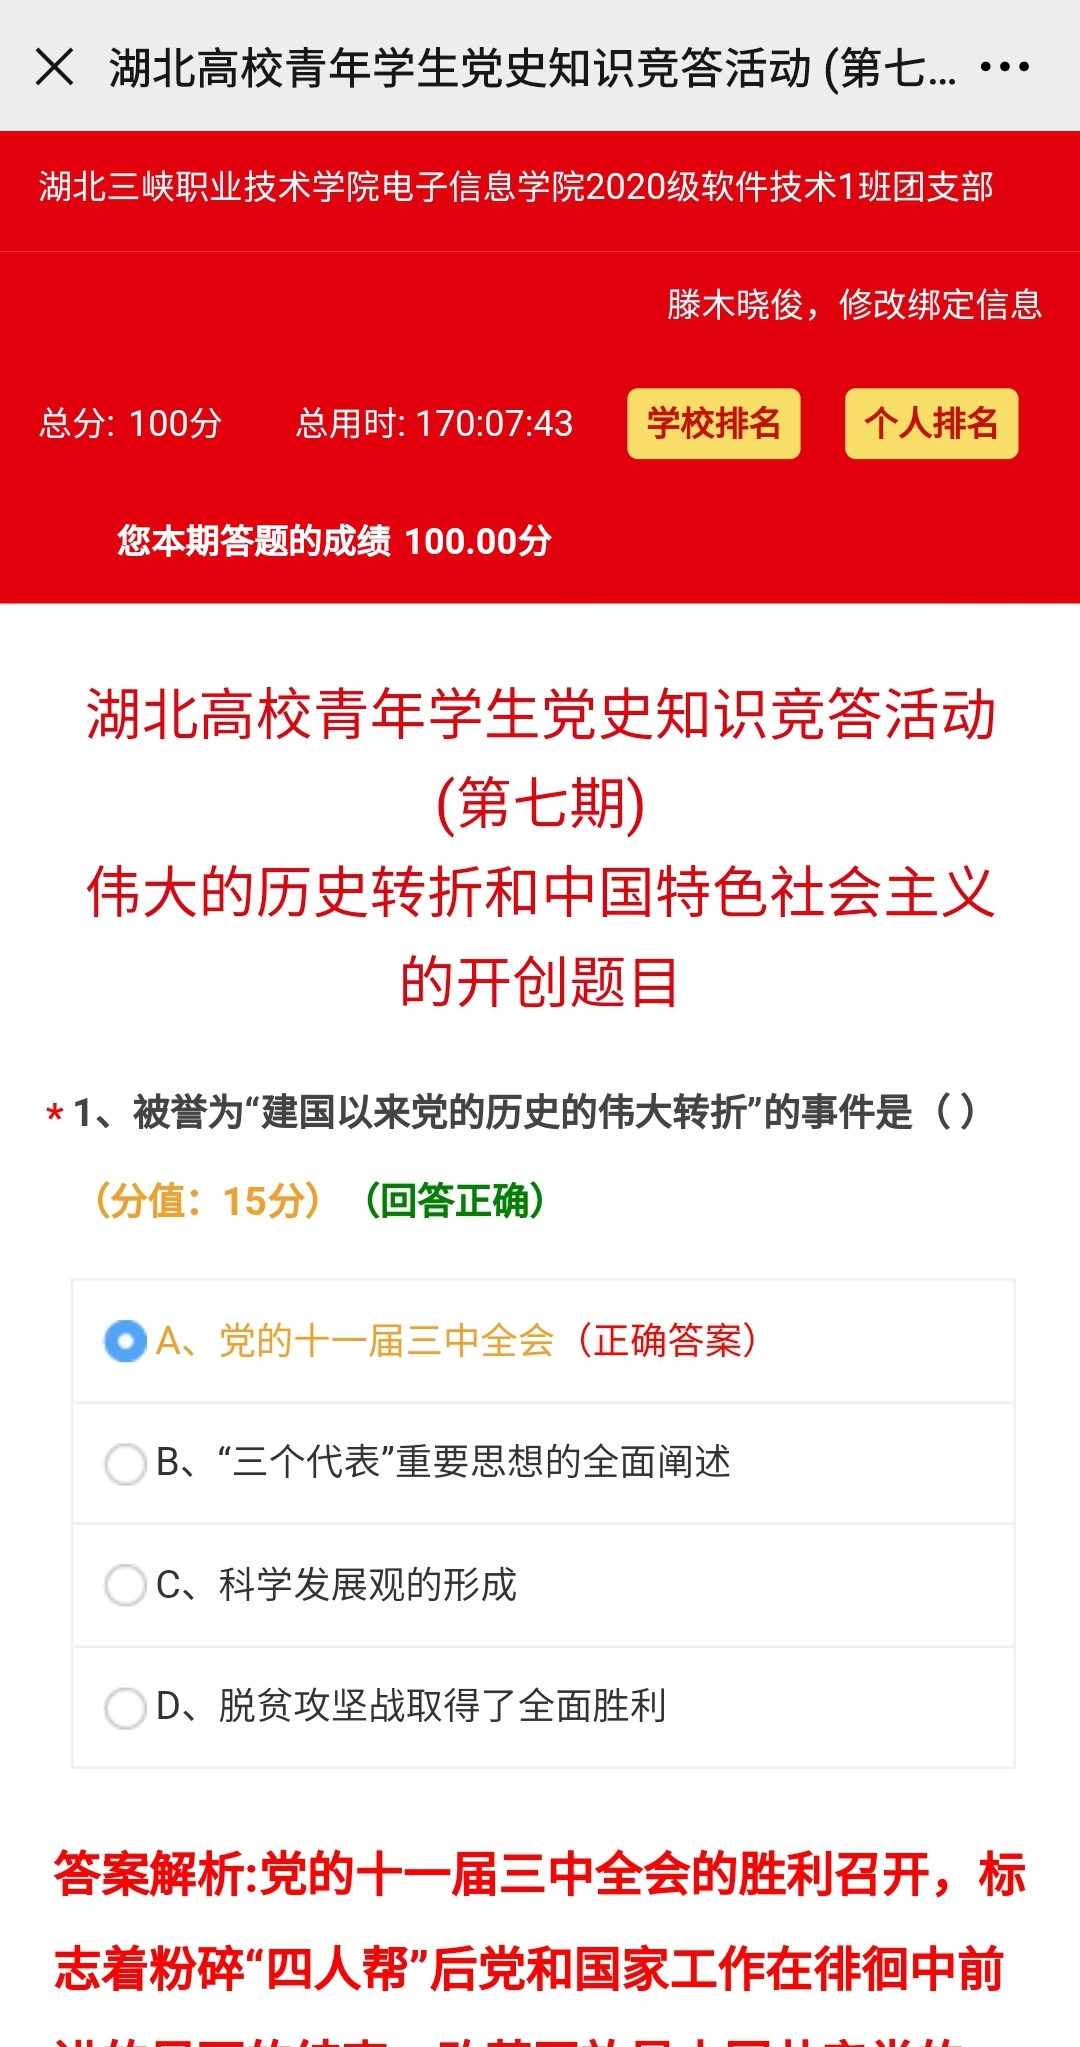 湖北高校青年学生党史知识竞答活动 (第七...
湖北三峡职业技术学院电子信息学院2020级软件技术1班团支部
滕木晓俊，修改绑定信息
总分: 100分 总用时: 170:07:43 学校排名 个人排名
您本期答题的成绩 100.00分
湖北高校青年学生党史知识竞答活动
(第七期)
伟大的历史转折和中国特色社会主义
的开创题目
* 1、被誉为“建国以来党的历史的伟大转折”的事件是（ ）
（分值：15分）（回答正确）
A、党的十一届三中全会（正确答案）
B、“三个代表”重要思想的全面阐述
C、科学发展观的形成
D、脱贫攻坚战取得了全面胜利
答案解析:党的十一届三中全会的胜利召开，标
志着粉碎“四人帮”后党和国家工作在徘徊中前